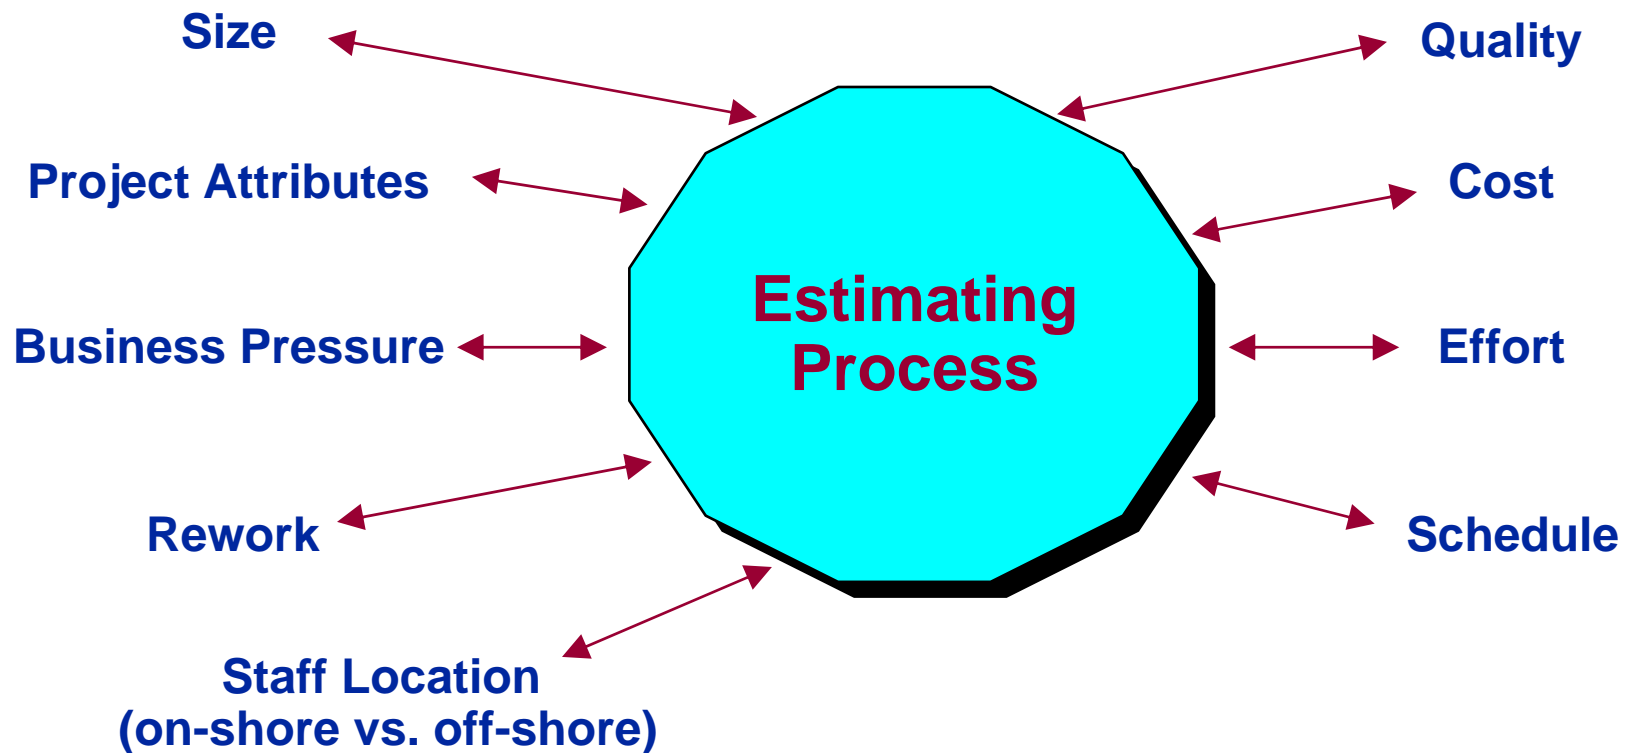 Size
Quality
Project Attributes
Cost
Estimating
Process
Business Pressure
Effort
Rework
Schedule
Staff Location
(on-shore vs. off-shore)